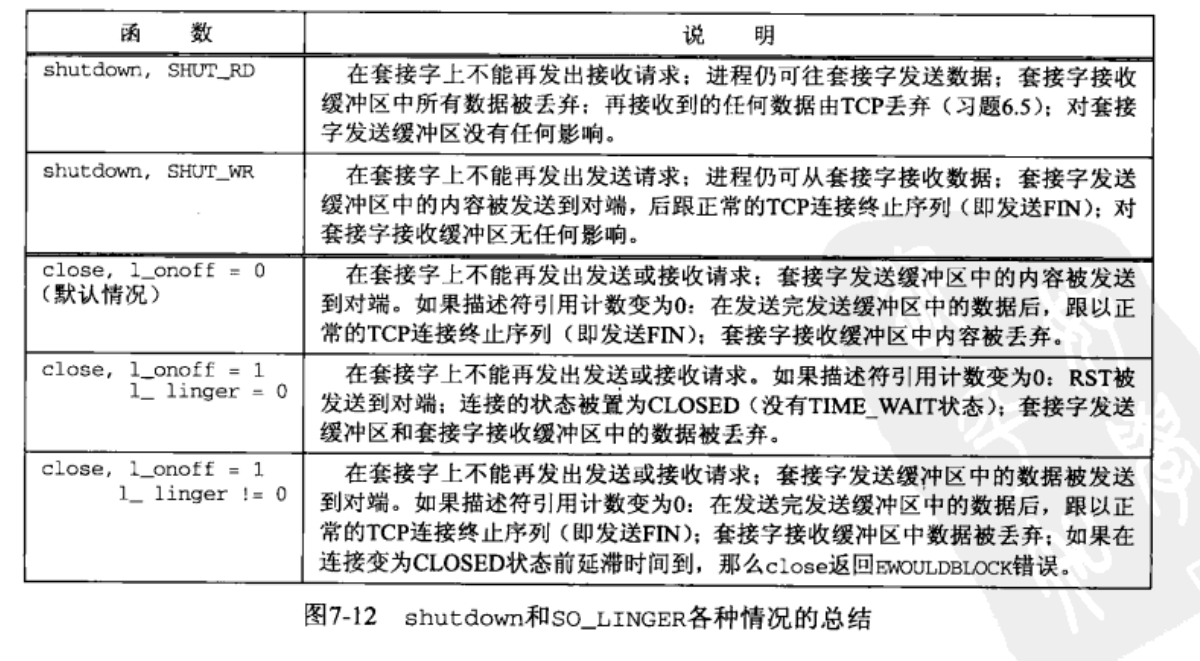 函 数 说 明
shutdown, SHUT_RD 在套接字上不能再发出接收请求；进程仍可往套接字发送数据；套接字接收
缓冲区中所有数据被丢弃；再接收到的任何数据由TCP丢弃（习题6.5）；对套接
字发送缓冲区没有任何影响。
shutdown, SHUT_WR 在套接字上不能再发出发送请求；进程仍可从套接字接收数据；套接字发送
缓冲区中的内容被发送到对端，后跟正常的TCP连接终止序列（即发送FIN）；对
套接字接收缓冲区无任何影响。
close, l_onoff = 0 在套接字上不能再发出发送或接收请求；套接字发送缓冲区中的内容被发送
（默认情况） 到对端。如果描述符引用计数变为0：在发送完发送缓冲区中的数据后，跟以正
常的TCP连接终止序列（即发送FIN）；套接字接收缓冲区中内容被丢弃。
close, l_onoff = 1 在套接字上不能再发出发送或接收请求。如果描述符引用计数变为0：RST被
l_ linger = 0 发送到对端；连接的状态被置为CLOSED（没有TIME_WAIT状态）；套接字发送
缓冲区和套接字接收缓冲区中的数据被丢弃。
close, l_onoff = 1 在套接字上不能再发出发送或接收请求；套接字发送缓冲区中的数据被发送
l_ linger != 0 到对端。如果描述符引用计数变为0：在发送完发送缓冲区中的数据后，跟以正
常的TCP连接终止序列（即发送FIN）；套接字接收缓冲区中数据被丢弃；如果在
连接变为CLOSED状态前延滞时间到，那么close返回EWOULDBLOCK错误。
图7-12 shutdown和SO_LINGER各种情况的总结